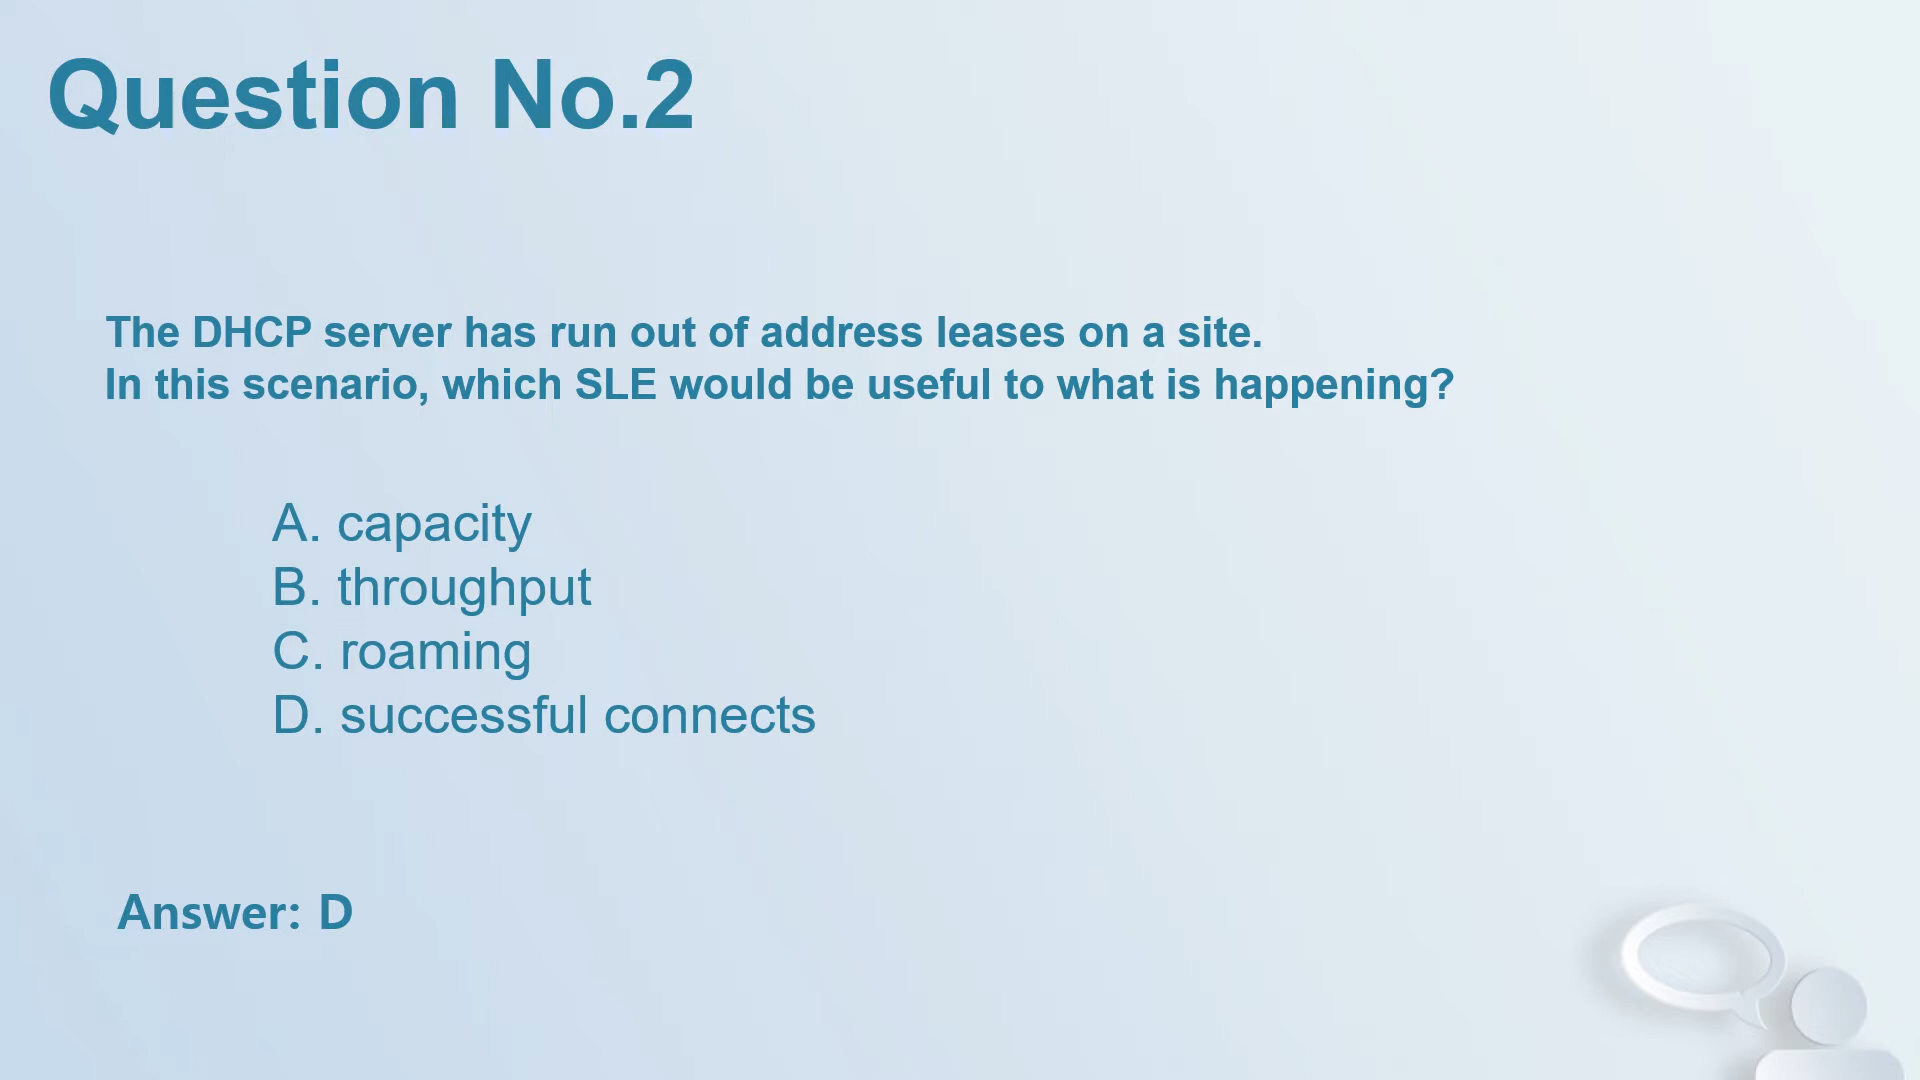 Question No.2
The DHCP server has run out of address leases on a site.
In this scenario, which SLE would be useful to what is happening?
A. capacity
B. throughput
C. roaming
D. successful connects
Answer: D